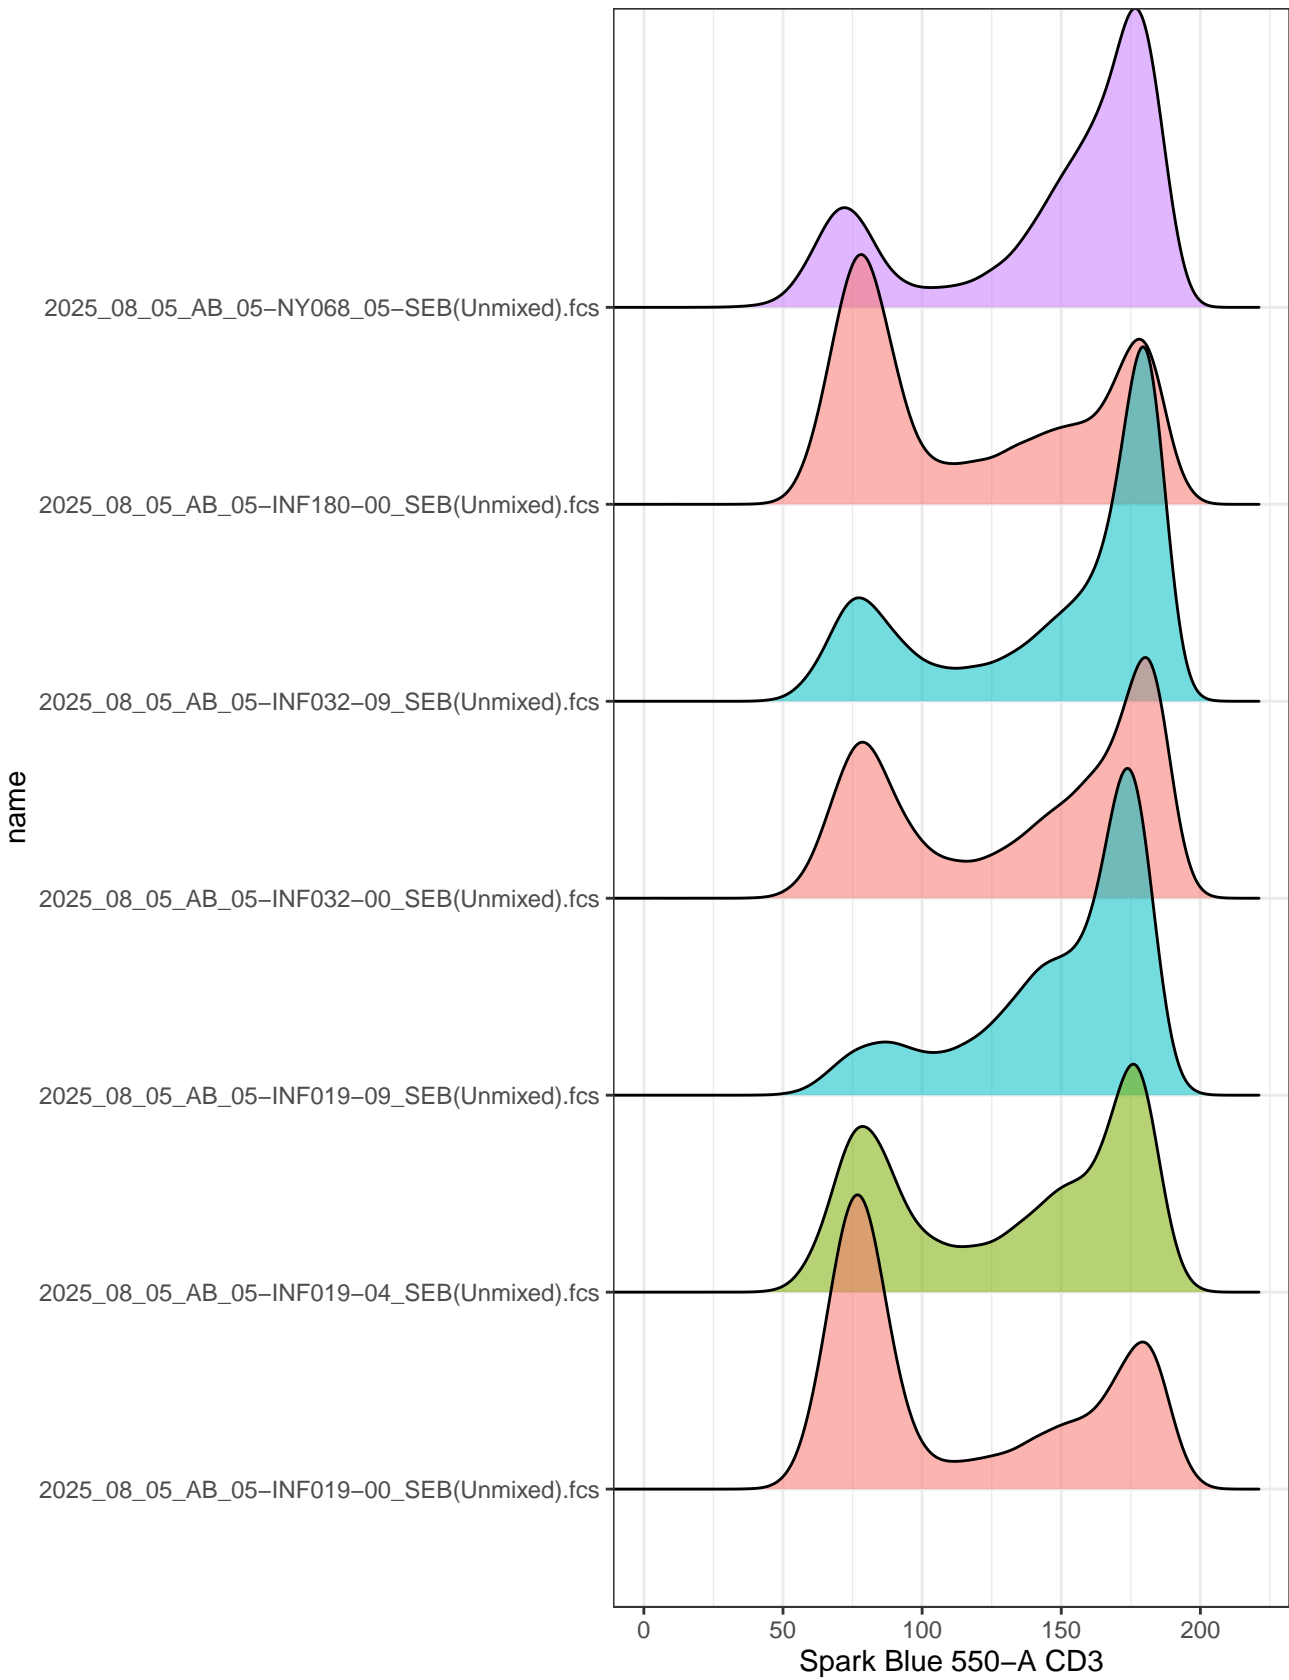 2025_08_05_AB_05−NY068_05−SEB(Unmixed).fcs
2025_08_05_AB_05−INF180−00_SEB(Unmixed).fcs
2025_08_05_AB_05−INF032−09_SEB(Unmixed).fcs
2025_08_05_AB_05−INF032−00_SEB(Unmixed).fcs
2025_08_05_AB_05−INF019−09_SEB(Unmixed).fcs
2025_08_05_AB_05−INF019−04_SEB(Unmixed).fcs
2025_08_05_AB_05−INF019−00_SEB(Unmixed).fcs
name
0 50 100 150 200
Spark Blue 550−A CD3